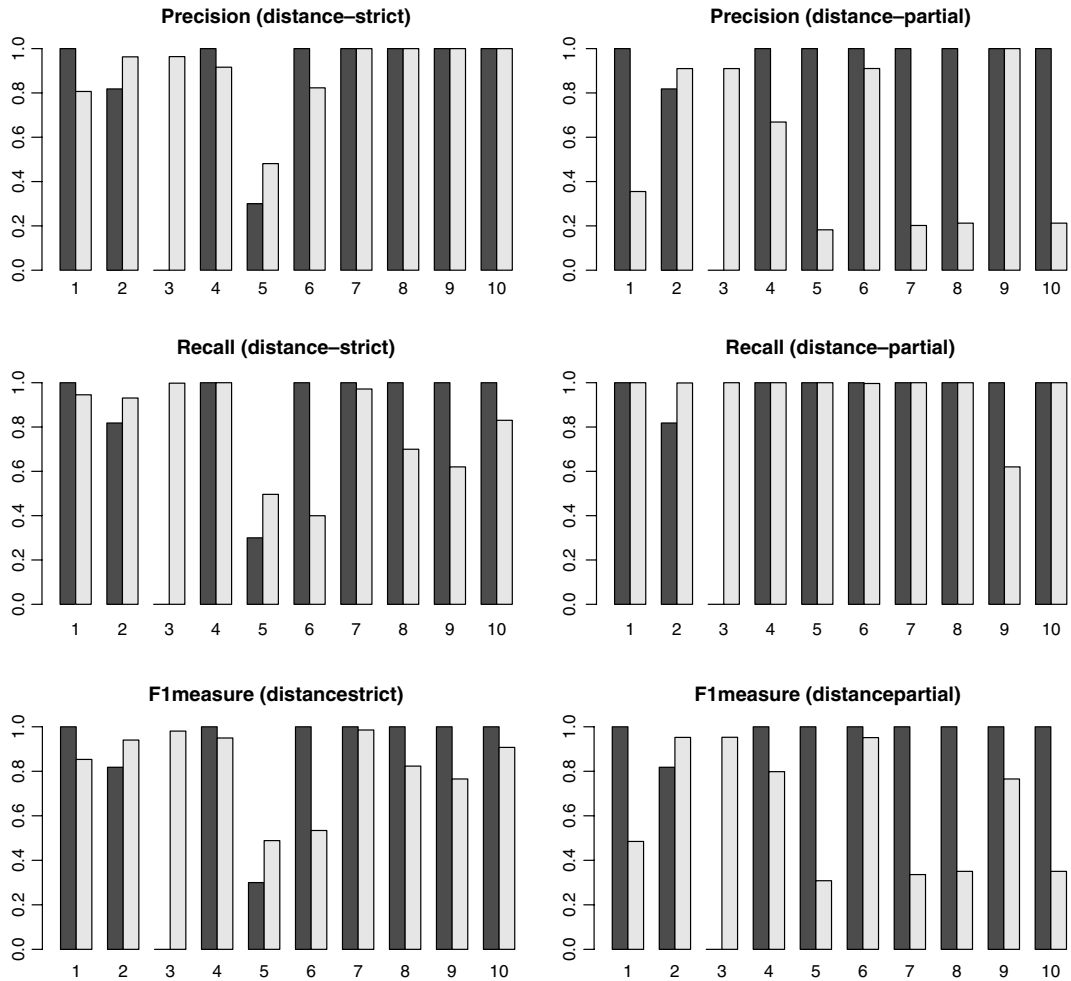 Precision (distance–strict)
0.0 0.2 0.4 0.6 0.8 1.0
1 2 3 4 5 6 7 8 9 10
Precision (distance–partial)
0.0 0.2 0.4 0.6 0.8 1.0
1 2 3 4 5 6 7 8 9 10
Recall (distance–strict)
0.0 0.2 0.4 0.6 0.8 1.0
1 2 3 4 5 6 7 8 9 10
Recall (distance–partial)
0.0 0.2 0.4 0.6 0.8 1.0
1 2 3 4 5 6 7 8 9 10
F1measure (distancestrict)
0.0 0.2 0.4 0.6 0.8 1.0
1 2 3 4 5 6 7 8 9 10
F1measure (distancepartial)
0.0 0.2 0.4 0.6 0.8 1.0
1 2 3 4 5 6 7 8 9 10